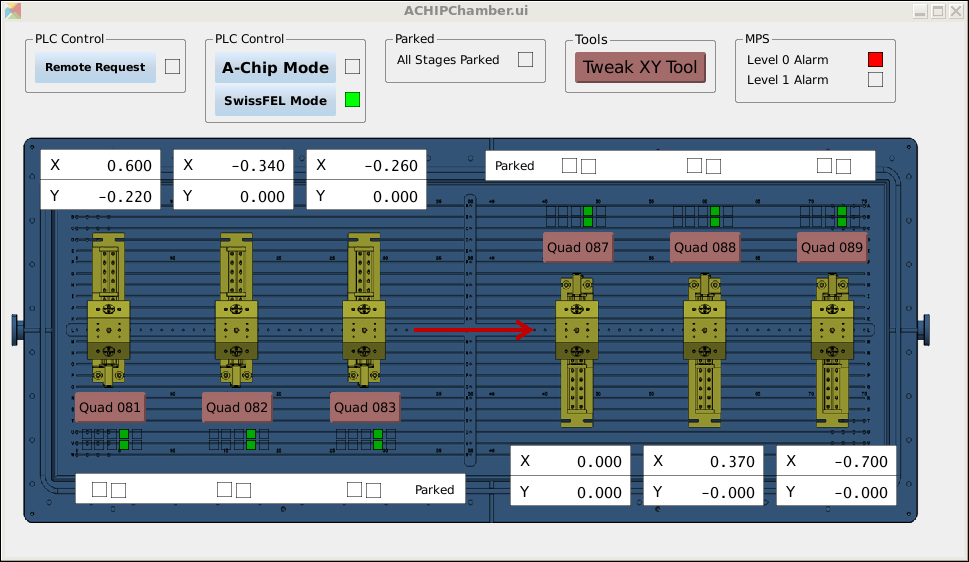 ACHIPChamber.ui
PLC Control
Remote Request
PLC Control
A-Chip Mode
SwissFEL Mode
Parked
All Stages Parked
Tools
Tweak XY Tool
MPS
Level 0 Alarm
Level 1 Alarm
X 0.600
Y -0.220
X -0.340
Y 0.000
X -0.260
Y 0.000
Parked
Quad 087
Quad 088
Quad 089
Quad 081
Quad 082
Quad 083
Parked
X 0.000
Y 0.000
X 0.370
Y -0.000
X -0.700
Y -0.000